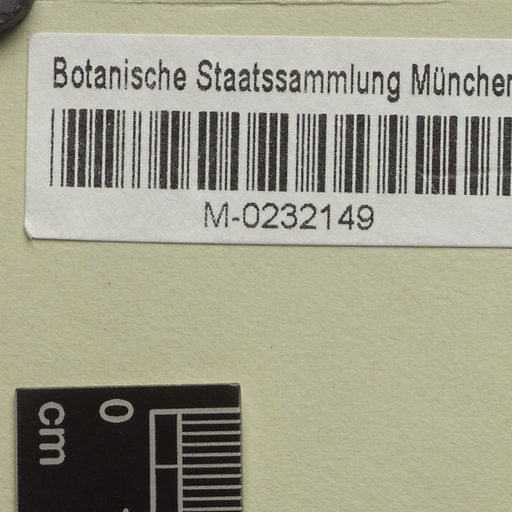 Botanische Staatssammlung München
M-0232149
0
cm